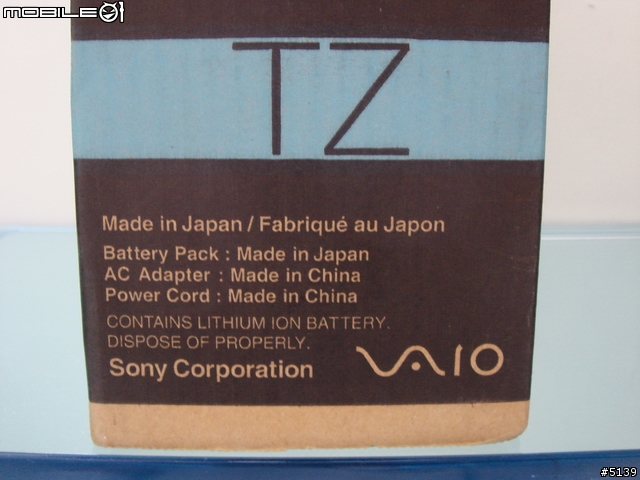 MOBILE01
TZ
Made in Japan / Fabriqué au Japon
Battery Pack : Made in Japan
AC Adapter : Made in China
Power Cord : Made in China
CONTAINS LITHIUM ION BATTERY.
DISPOSE OF PROPERLY.
Sony Corporation
VAIO
#5139